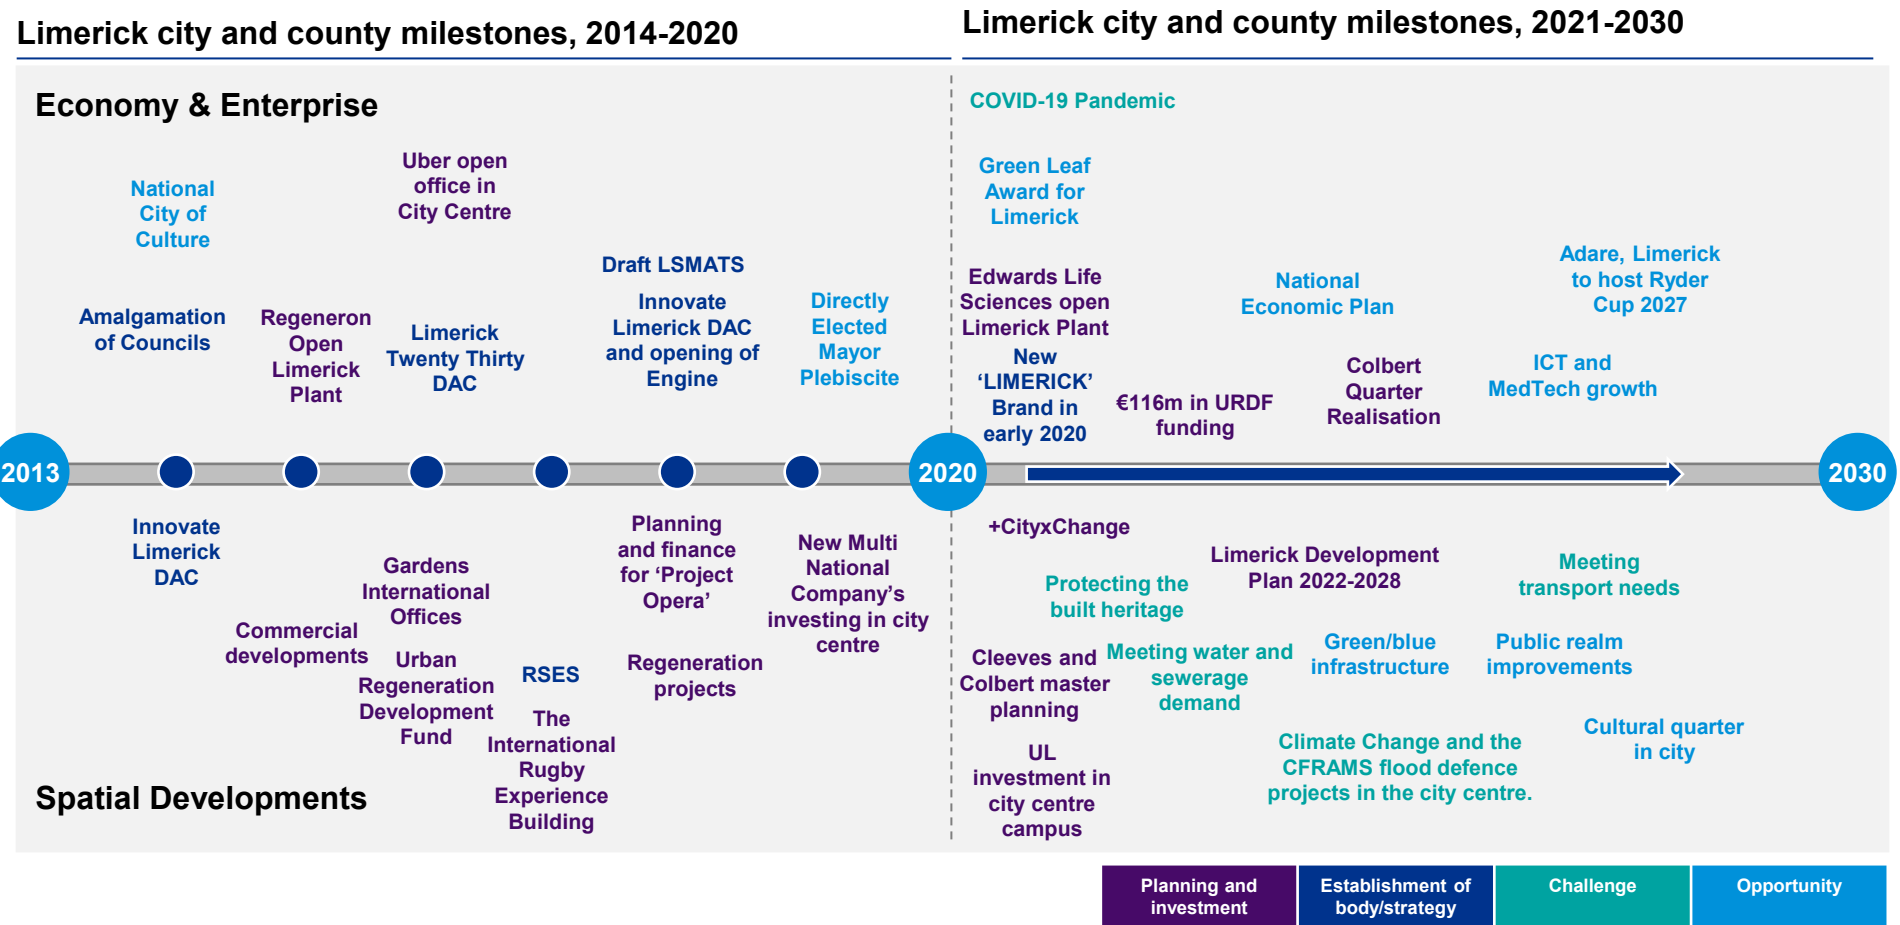 Limerick city and county milestones, 2014-2020
Limerick city and county milestones, 2021-2030
Economy & Enterprise
National
City of
Culture
Amalgamation
of Councils
Regeneron
Open
Limerick
Plant
Uber open
office in
City Centre
Limerick
Twenty Thirty
DAC
Draft LSMATS
Innovate
Limerick DAC
and opening of
Engine
Directly
Elected
Mayor
Plebiscite
COVID-19 Pandemic
Green Leaf
Award for
Limerick
Edwards Life
Sciences open
Limerick Plant
New
‘LIMERICK’
Brand in
early 2020
€116m in URDF
funding
National
Economic Plan
Colbert
Quarter
Realisation
Adare, Limerick
to host Ryder
Cup 2027
ICT and
MedTech growth
2013
2020
2030
Innovate
Limerick
DAC
Commercial
developments
Gardens
International
Offices
Urban
Regeneration
Development
Fund
RSES
The
International
Rugby
Experience
Building
Planning
and finance
for ‘Project
Opera’
Regeneration
projects
New Multi
National
Company’s
investing in city
centre
Spatial Developments
+CityxChange
Protecting the
built heritage
Limerick Development
Plan 2022-2028
Meeting
transport needs
Cleeves and
Colbert master
planning
Meeting water and
sewerage
demand
Green/blue
infrastructure
Public realm
improvements
UL
investment in
city centre
campus
Climate Change and the
CFRAMS flood defence
projects in the city centre.
Cultural quarter
in city
Planning and
investment
Establishment of
body/strategy
Challenge
Opportunity